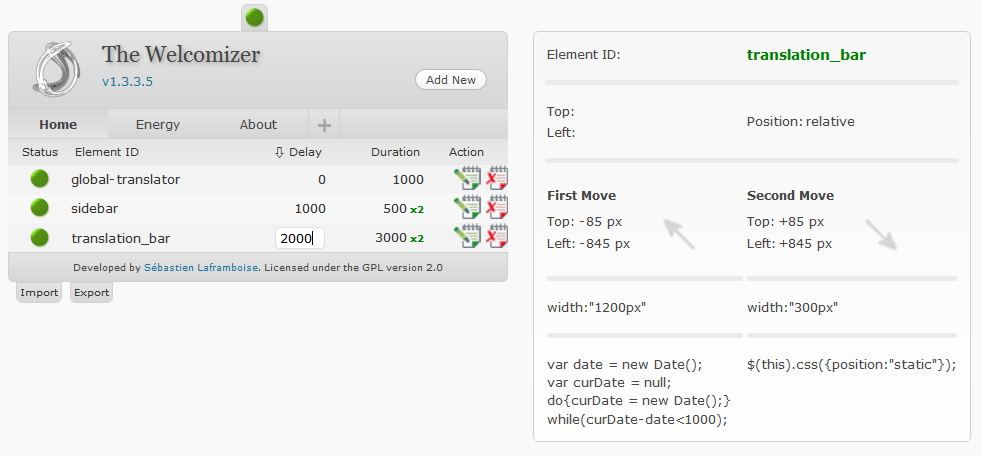 The Welcomizer
v1.3.3.5
Add New
Home Energy About +
Status Element ID ⇩ Delay Duration Action
global-translator 0 1000
sidebar 1000 500 x2
translation_bar 2000 3000 x2
Developed by Sébastien Laframboise. Licensed under the GPL version 2.0
Import Export
Element ID: translation_bar
Top:
Left:
Position: relative
First Move
Top: -85 px
Left: -845 px
Second Move
Top: +85 px
Left: +845 px
width:"1200px"
width:"300px"
var date = new Date();
var curDate = null;
do{curDate = new Date();}
while(curDate-date<1000);
$(this).css({position:"static"});